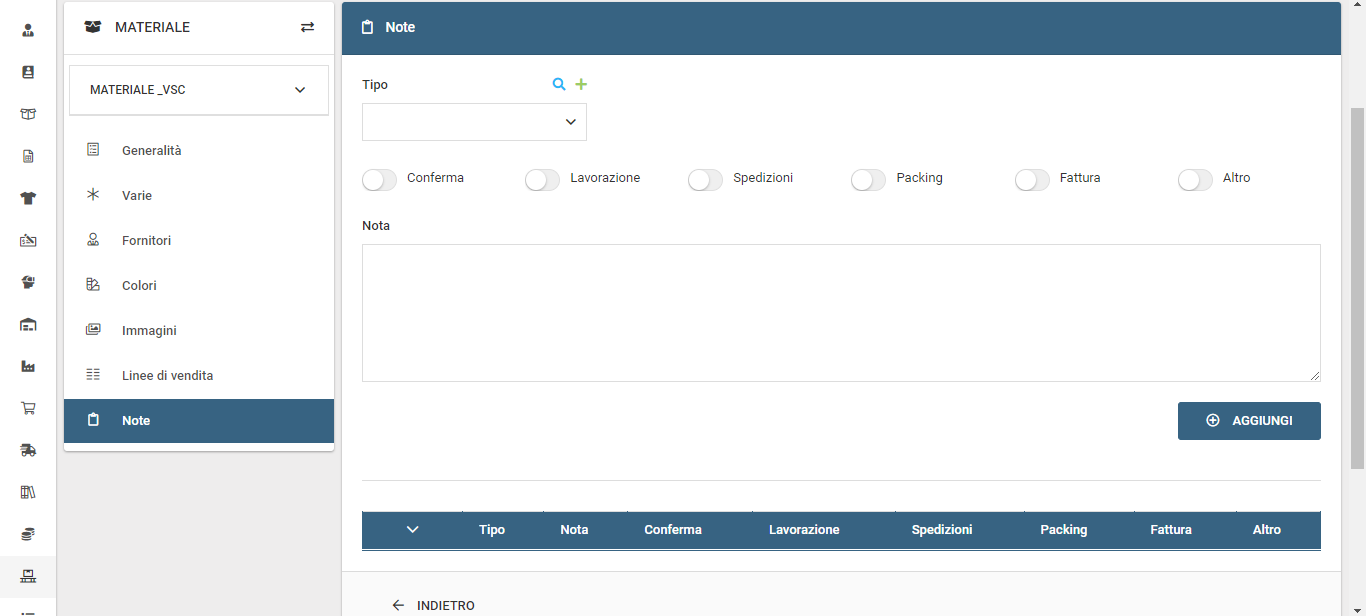 MATERIALE
MATERIALE _VSC
Generalità
Varie
Fornitori
Colori
Immagini
Linee di vendita
Note
Note
Tipo
Conferma Lavorazione Spedizioni Packing Fattura Altro
Nota
AGGIUNGI
Tipo Nota Conferma Lavorazione Spedizioni Packing Fattura Altro
INDIETRO